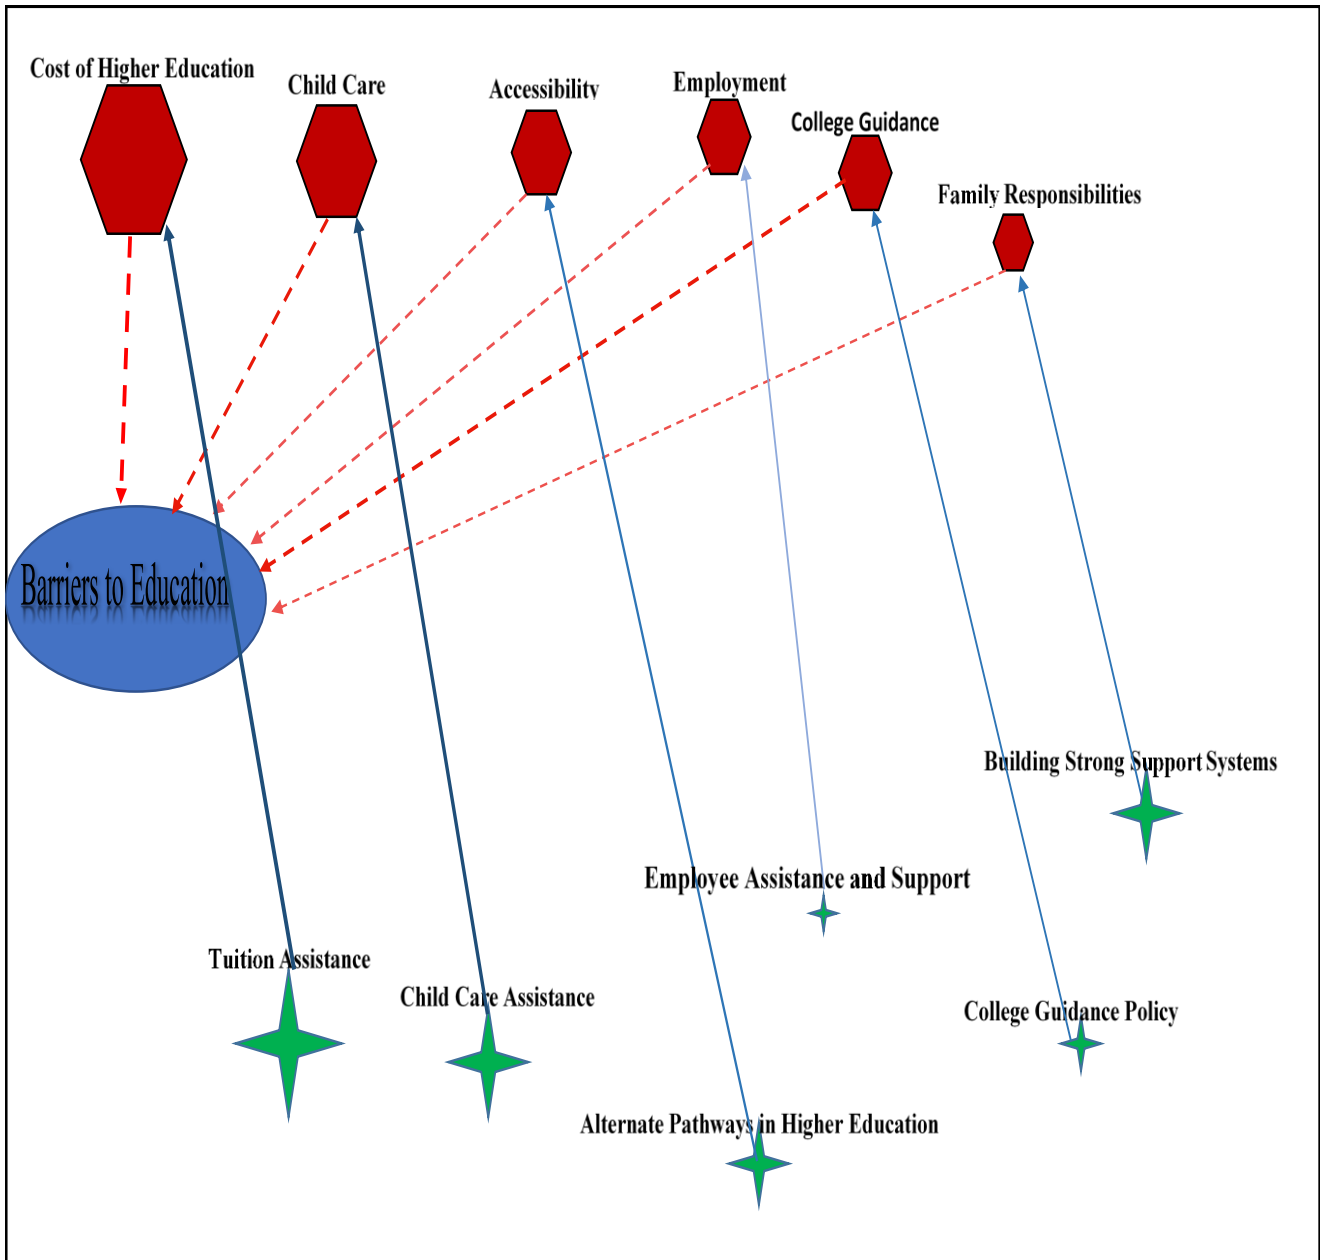 Cost of Higher Education
Child Care
Accessibility
Employment
College Guidance
Family Responsibilities
Barriers to Education
Building Strong Support Systems
Employee Assistance and Support
Tuition Assistance
Child Care Assistance
College Guidance Policy
Alternate Pathways in Higher Education